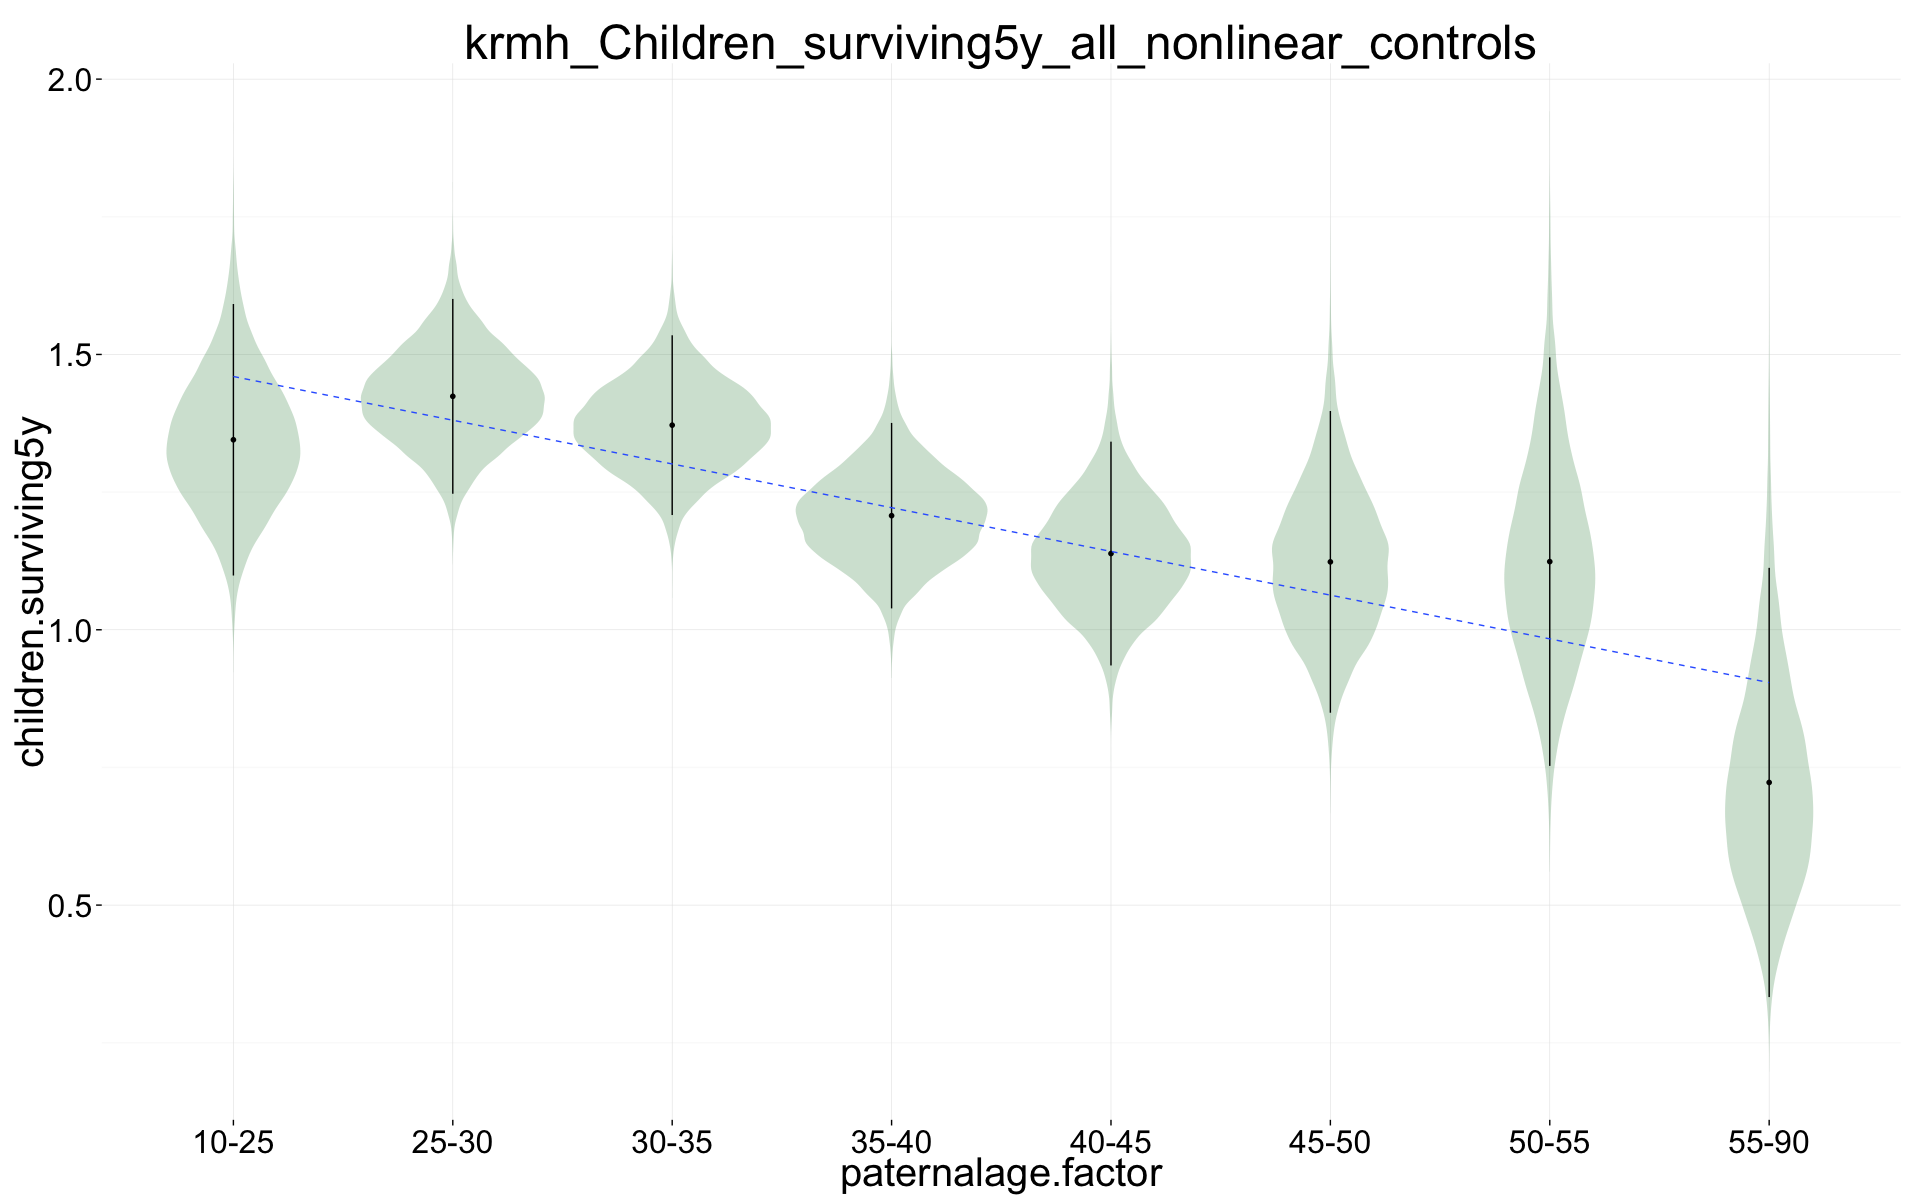 krmh_Children_surviving5y_all_nonlinear_controls
children.surviving5y
2.0
1.5
1.0
0.5
10-25 25-30 30-35 35-40 40-45 45-50 50-55 55-90
paternalage.factor